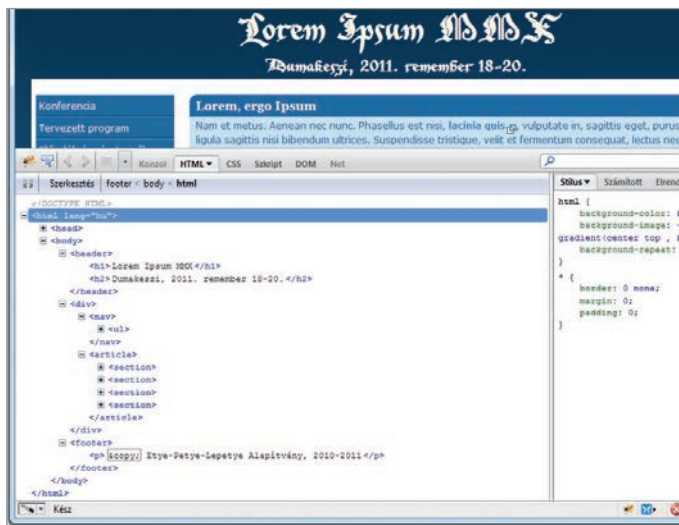 Lorem Ipsum MMX
Dumakeszi, 2011. remember 18-20.
Konferencia
Tervezett program
Lorem, ergo Ipsum
Nam et metus. Aenean nec nunc. Phasellus est nisi, lacinia quis, vulputate in, sagittis eget, purus
ligula sagittis nisi bibendum ultrices. Suspendisse tristique, velit et fermentum consequat, lectus nec
Konzol HTML CSS Szkript DOM Net
Szerkesztés footer < body < html
Stílus Számított Elrend
<!DOCTYPE HTML>
<html lang="hu">
<head>
<body>
<header>
<h1>Lorem Ipsum MMX</h1>
<h2>Dumakeszi, 2011. remember 18-20.</h2>
</header>
<div>
<nav>
<ul>
</nav>
<article>
<section>
<section>
<section>
<section>
</article>
</div>
<footer>
<p>&copy; Etye-Petye-Lepetye Alapítvány, 2010-2011</p>
</footer>
</body>
</html>
html {
background-color:
background-image: -
gradient(center top ,
background-repeat:
}
* {
border: 0 none;
margin: 0;
padding: 0;
}
Kész